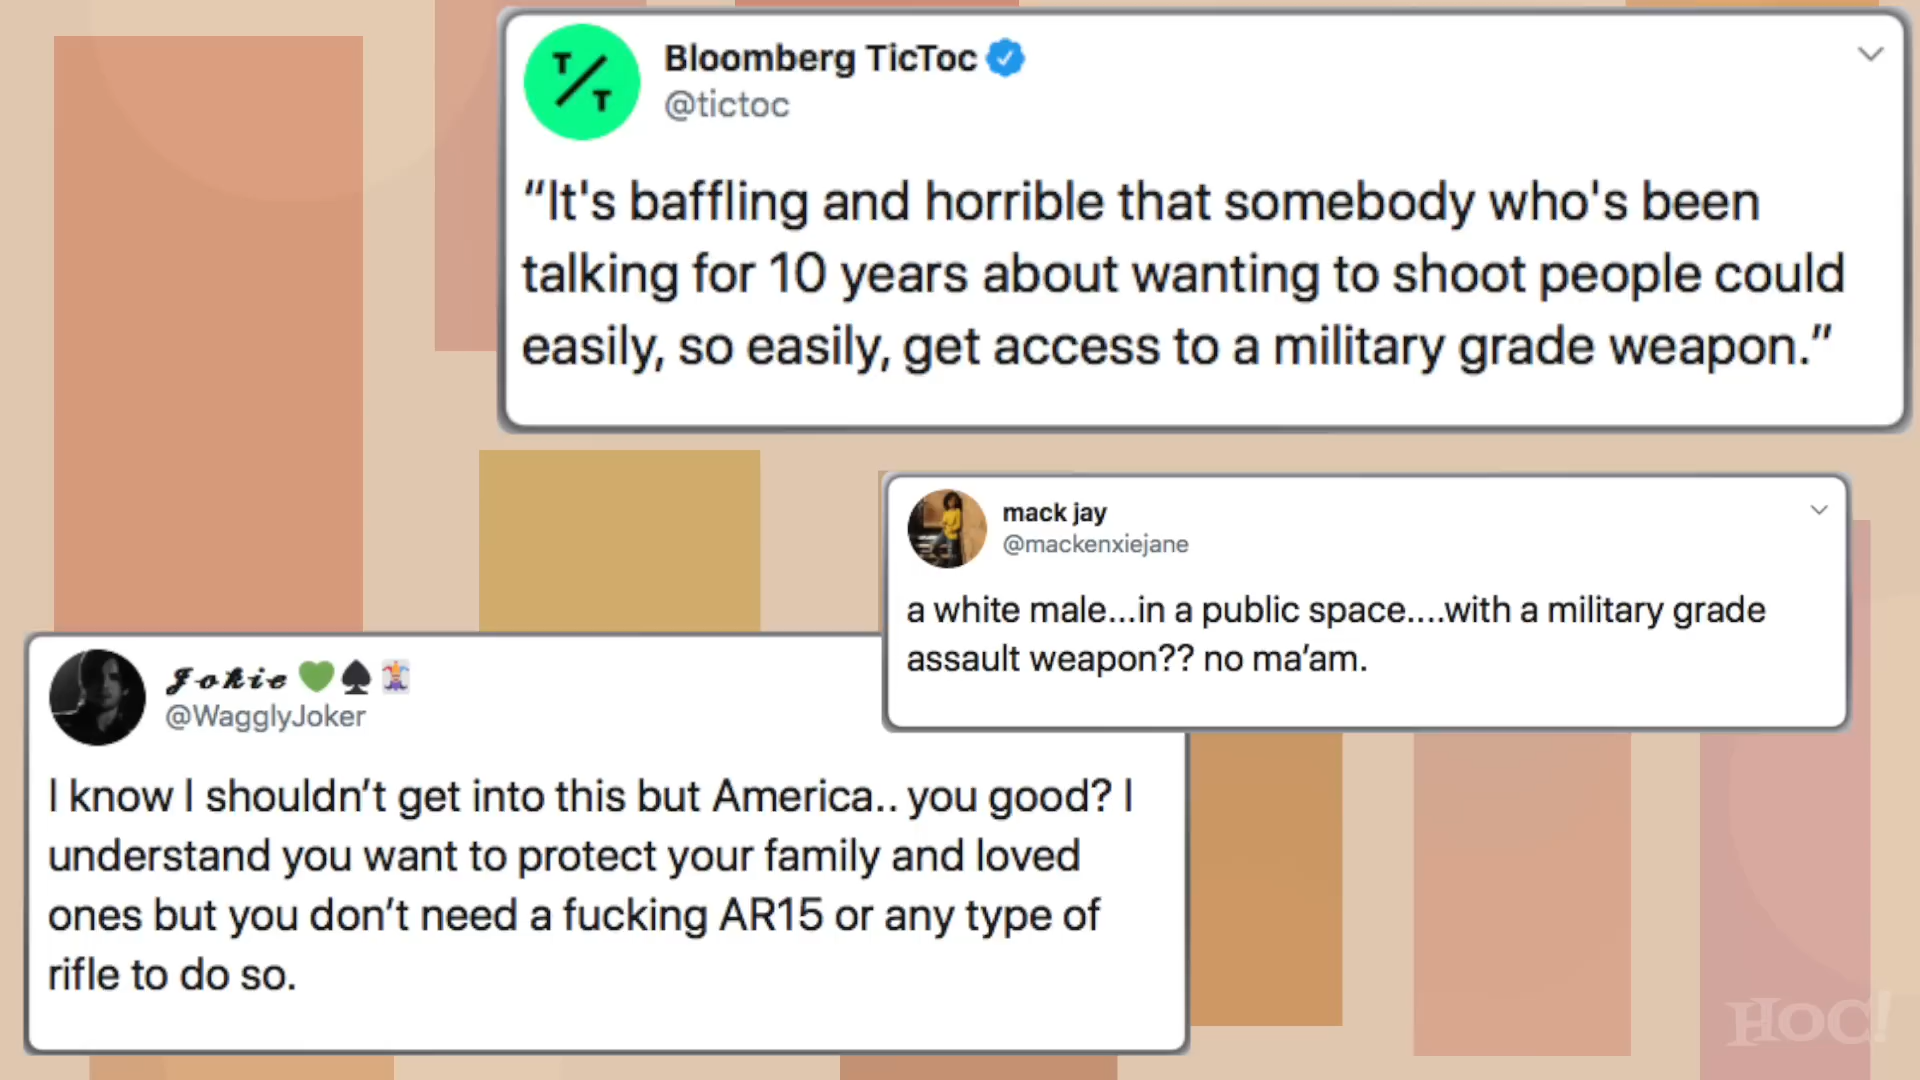 T/T
Bloomberg TicToc
@tictoc
“It's baffling and horrible that somebody who's been
talking for 10 years about wanting to shoot people could
easily, so easily, get access to a military grade weapon.”
mack jay
@mackenxiejane
a white male...in a public space....with a military grade
assault weapon?? no ma’am.
𝓙𝓸𝓴𝓲𝓮 💚♠️🃏
@WagglyJoker
I know I shouldn’t get into this but America.. you good? I
understand you want to protect your family and loved
ones but you don’t need a fucking AR15 or any type of
rifle to do so.
HOC!